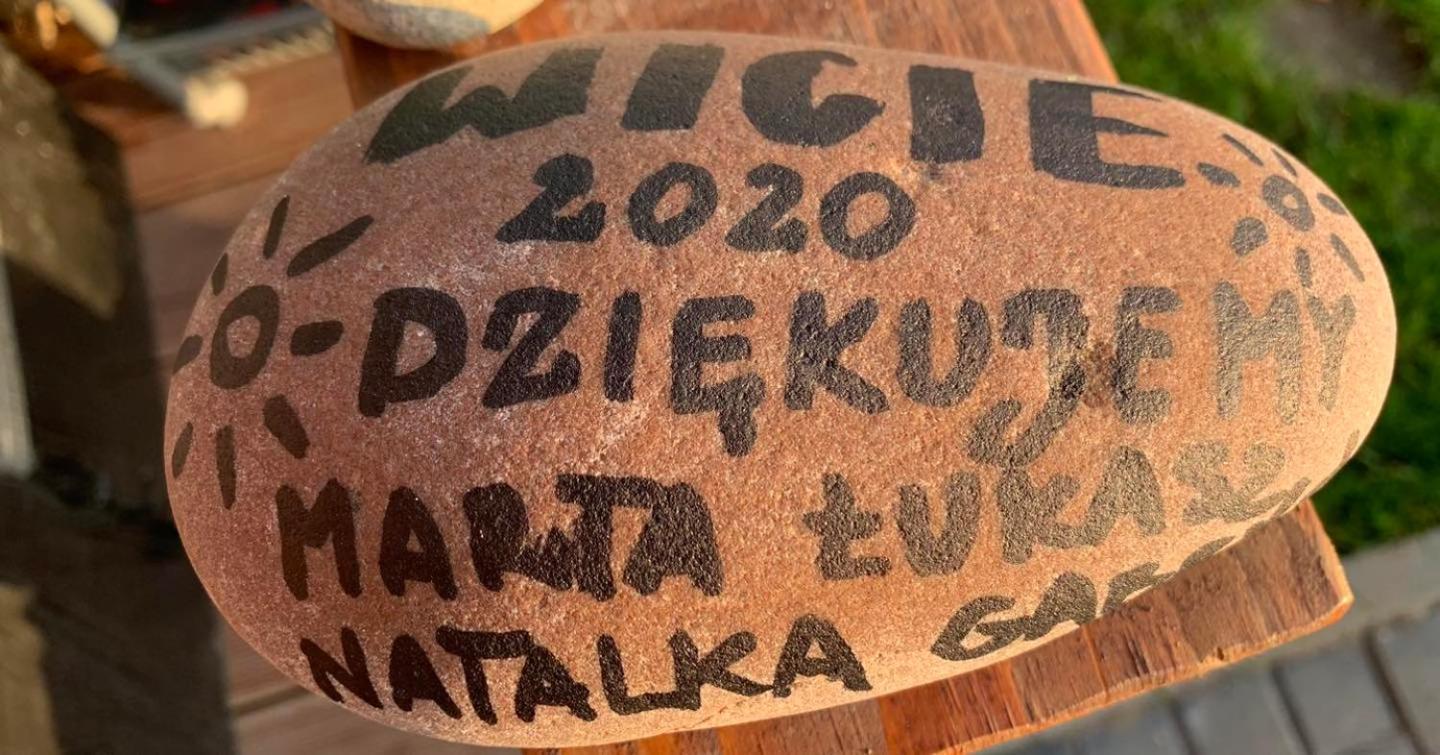 WICIE
2020
DZIĘKUJEMY
MARTA ŁUKASZ
NATALKA